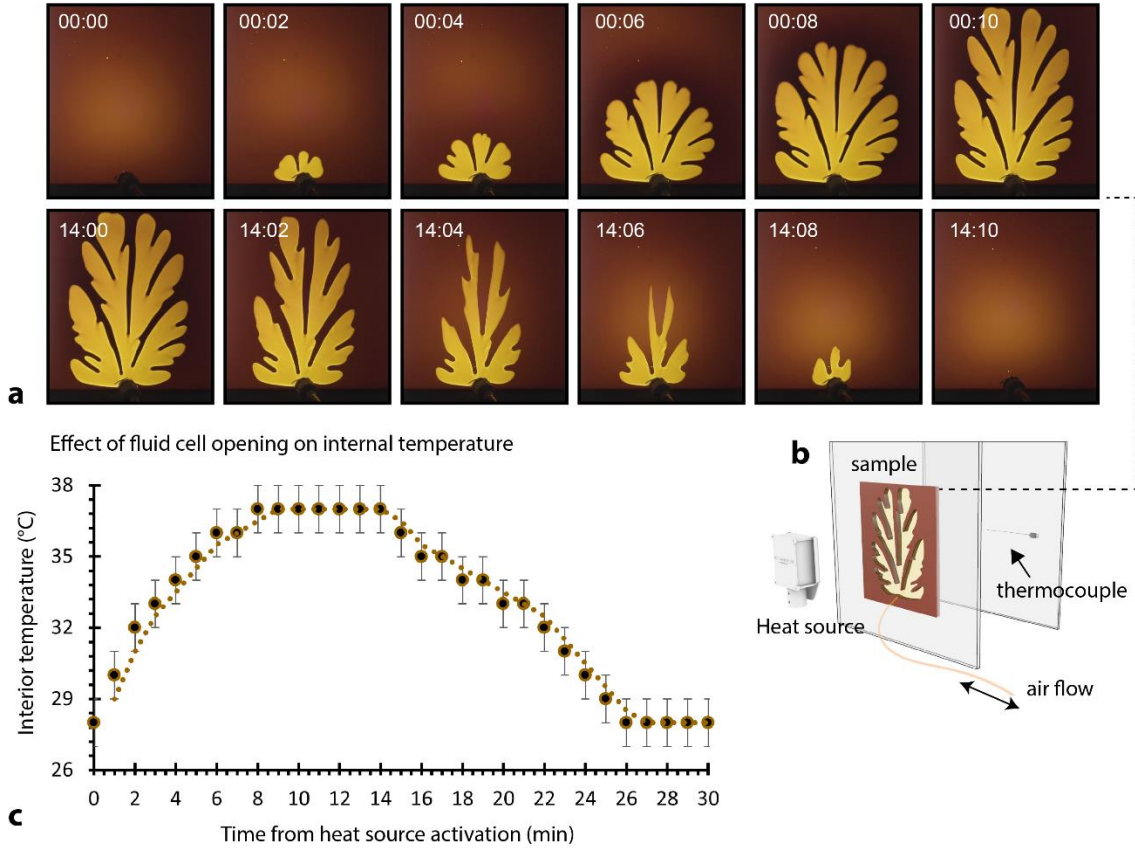 00:00 00:02 00:04 00:06 00:08 00:10
14:00 14:02 14:04 14:06 14:08 14:10
a
Effect of fluid cell opening on internal temperature
b
sample
thermocouple
Heat source
air flow
Interior temperature (°C)
38
35
32
29
26
0 2 4 6 8 10 12 14 16 18 20 22 24 26 28 30
c
Time from heat source activation (min)